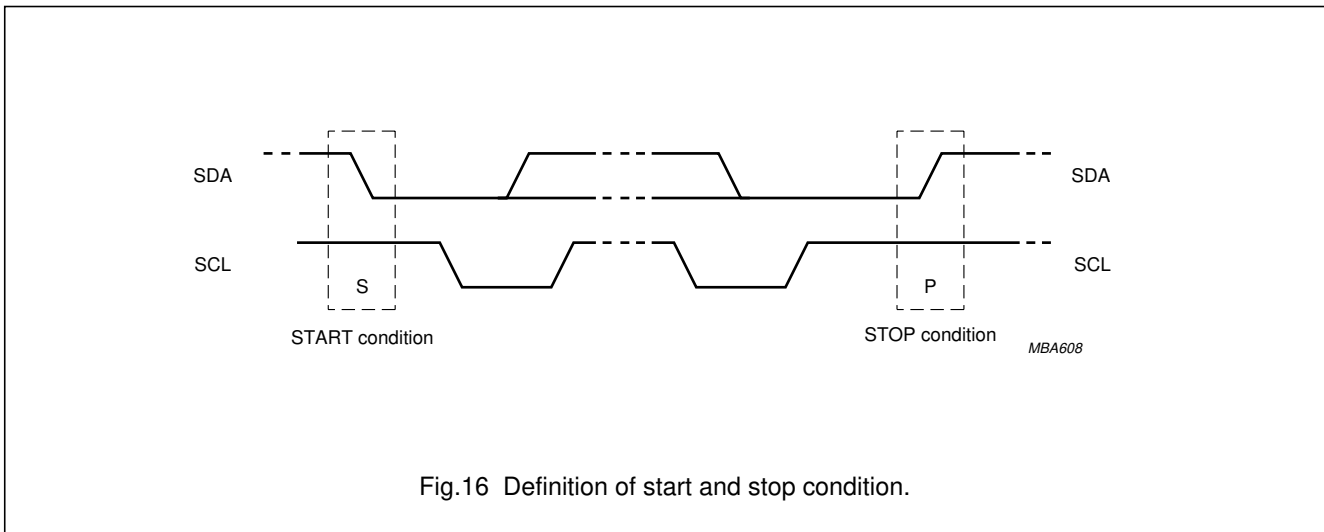 SDA
SDA
SCL
SCL
S
P
START condition
STOP condition
MBA608
Fig.16 Definition of start and stop condition.